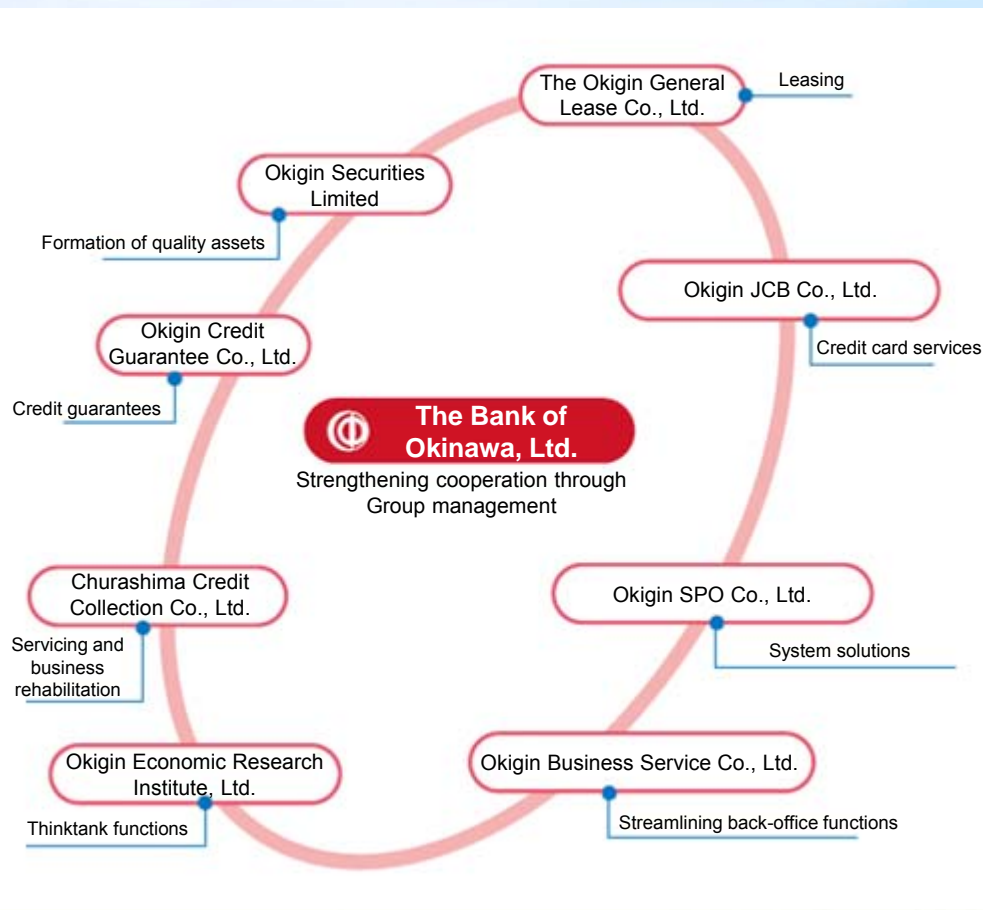 The Okigin General
Lease Co., Ltd.
Leasing
Okigin Securities
Limited
Formation of quality assets
Okigin JCB Co., Ltd.
Credit card services
Okigin Credit
Guarantee Co., Ltd.
Credit guarantees
The Bank of
Okinawa, Ltd.
Strengthening cooperation through
Group management
Churashima Credit
Collection Co., Ltd.
Servicing and
business
rehabilitation
Okigin SPO Co., Ltd.
System solutions
Okigin Economic Research
Institute, Ltd.
Thinktank functions
Okigin Business Service Co., Ltd.
Streamlining back-office functions